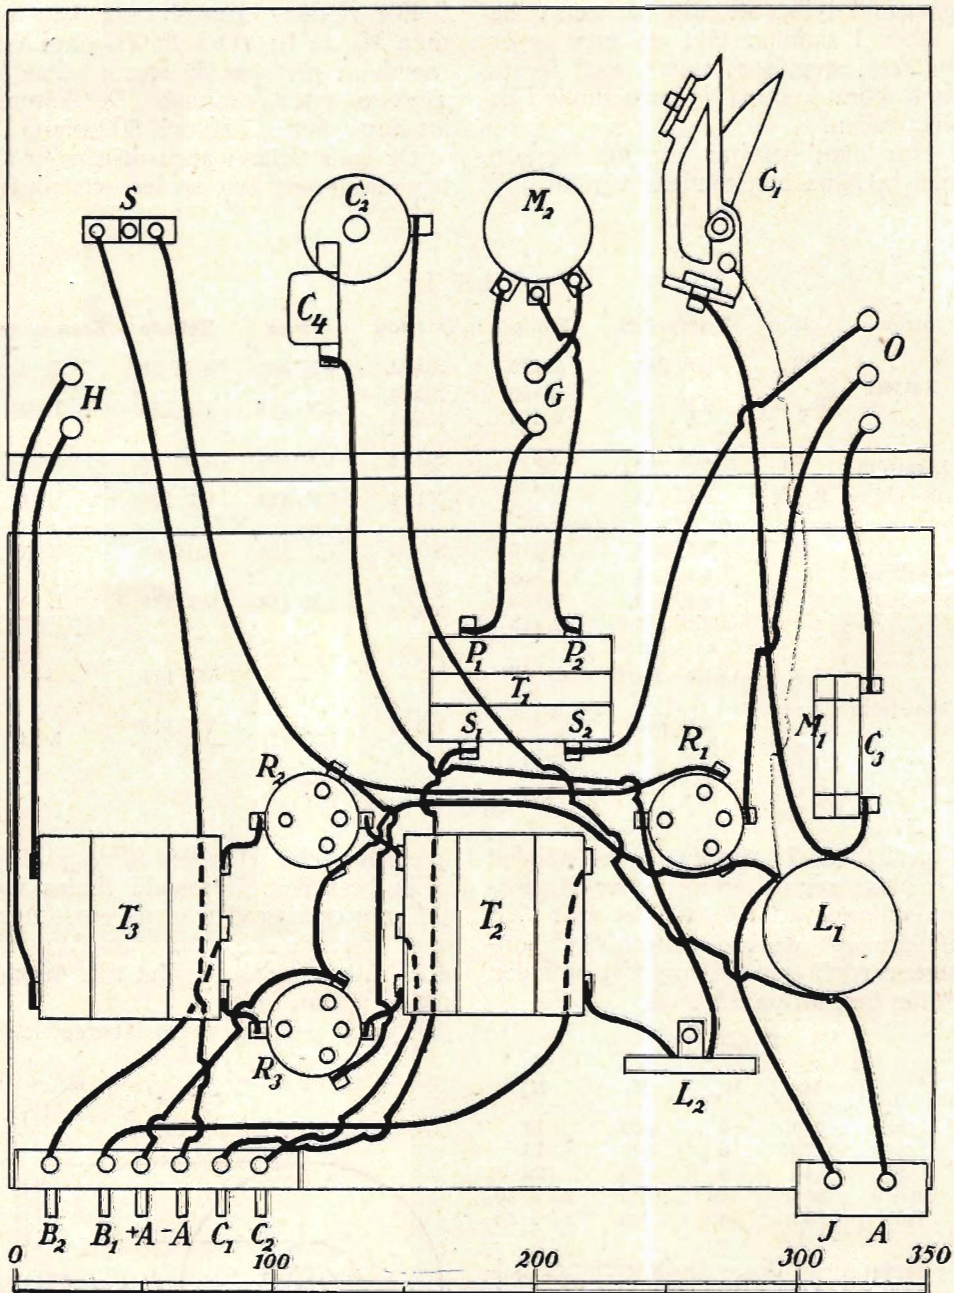 S
C₂
M₂
C₁
C₄
H
G
O
P₁ P₂
T₁
S₁ S₂
R₂
R₁
M₁
C₃
T₃
T₂
L₁
R₃
L₂
B₂ B₁ +A -A C₁ C₂
J A
0 100 200 300 350